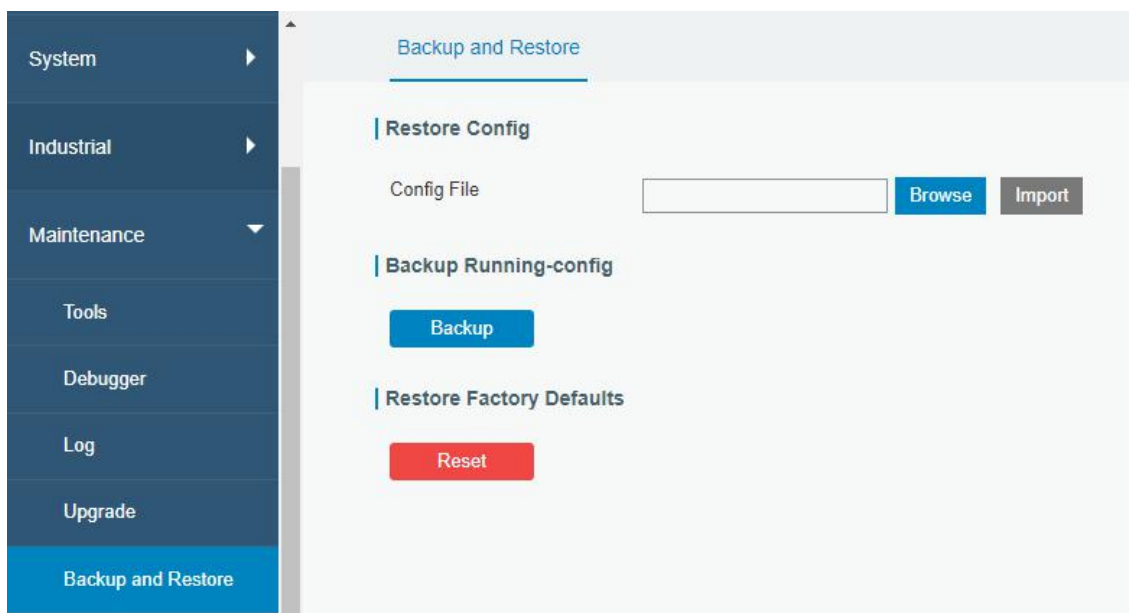 System
Industrial
Maintenance
Tools
Debugger
Log
Upgrade
Backup and Restore
Backup and Restore
Restore Config
Config File
Browse
Import
Backup Running-config
Backup
Restore Factory Defaults
Reset